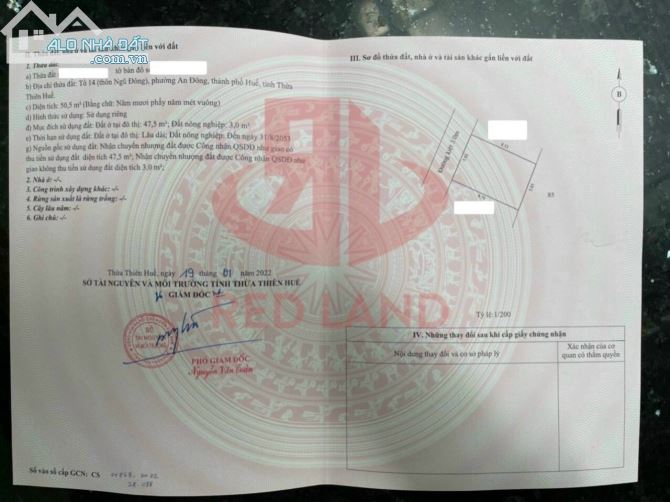 ALO NHÀ ĐẤT
liền với đất
1. Thửa đất:
a) Thửa đất: tờ bản đồ số
b) Địa chỉ thửa đất: Tổ 14 (thôn Ngũ Đông), phường An Đông, thành phố Huế, tỉnh Thừa
Thiên Huế.
c) Diện tích: 50,5 m² (Bằng chữ: Năm mươi phẩy năm mét vuông)
d) Hình thức sử dụng: Sử dụng riêng
đ) Mục đích sử dụng đất: Đất ở tại đô thị: 47,5 m²; Đất nông nghiệp: 3,0 m²
e) Thời hạn sử dụng đất: Đất ở tại đô thị: Lâu dài; Đất nông nghiệp: Đến ngày 31/8/2053
g) Nguồn gốc sử dụng đất: Nhận chuyển nhượng đất được Công nhận QSDĐ như giao có
thu tiền sử dụng đất diện tích 47,5 m²; Nhận chuyển nhượng đất được Công nhận QSDĐ như
giao không thu tiền sử dụng đất diện tích 3,0 m²;
2. Nhà ở: -/-
3. Công trình xây dựng khác: -/-
4. Rừng sản xuất là rừng trồng: -/-
5. Cây lâu năm: -/-
6. Ghi chú: -/-
Thừa Thiên Huế, ngày 19 tháng 01 năm 2022
SỞ TÀI NGUYÊN VÀ MÔI TRƯỜNG TỈNH THỪA THIÊN HUẾ
GIÁM ĐỐC
SỞ
TÀI NGUYÊN
VÀ MÔI TRƯỜNG
PHÓ GIÁM ĐỐC
Nguyễn Văn
Số vào sổ cấp GCN: CS
III. Sơ đồ thửa đất, nhà ở và tài sản khác gắn liền với đất
B
85
Tỷ lệ: 1/200
RED LAND
IV. Những thay đổi sau khi cấp giấy chứng nhận
Nội dung thay đổi và cơ sở pháp lý
Xác nhận của cơ
quan có thẩm quyền